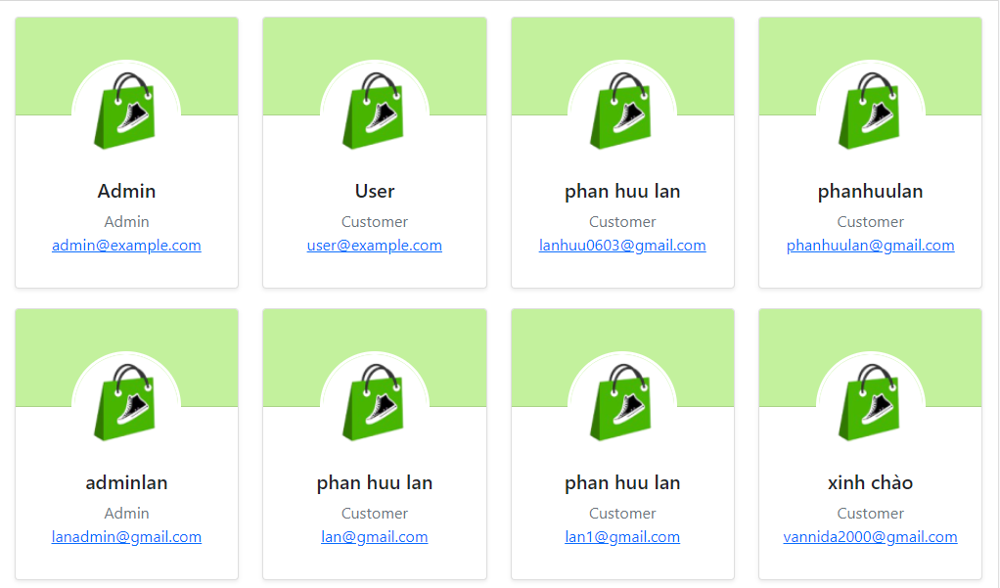 Admin
Admin
admin@example.com
User
Customer
user@example.com
phan huu lan
Customer
lanhuu0603@gmail.com
phanhuulan
Customer
phanhuulan@gmail.com
adminlan
Admin
lanadmin@gmail.com
phan huu lan
Customer
lan@gmail.com
phan huu lan
Customer
lan1@gmail.com
xinh chào
Customer
vannida2000@gmail.com